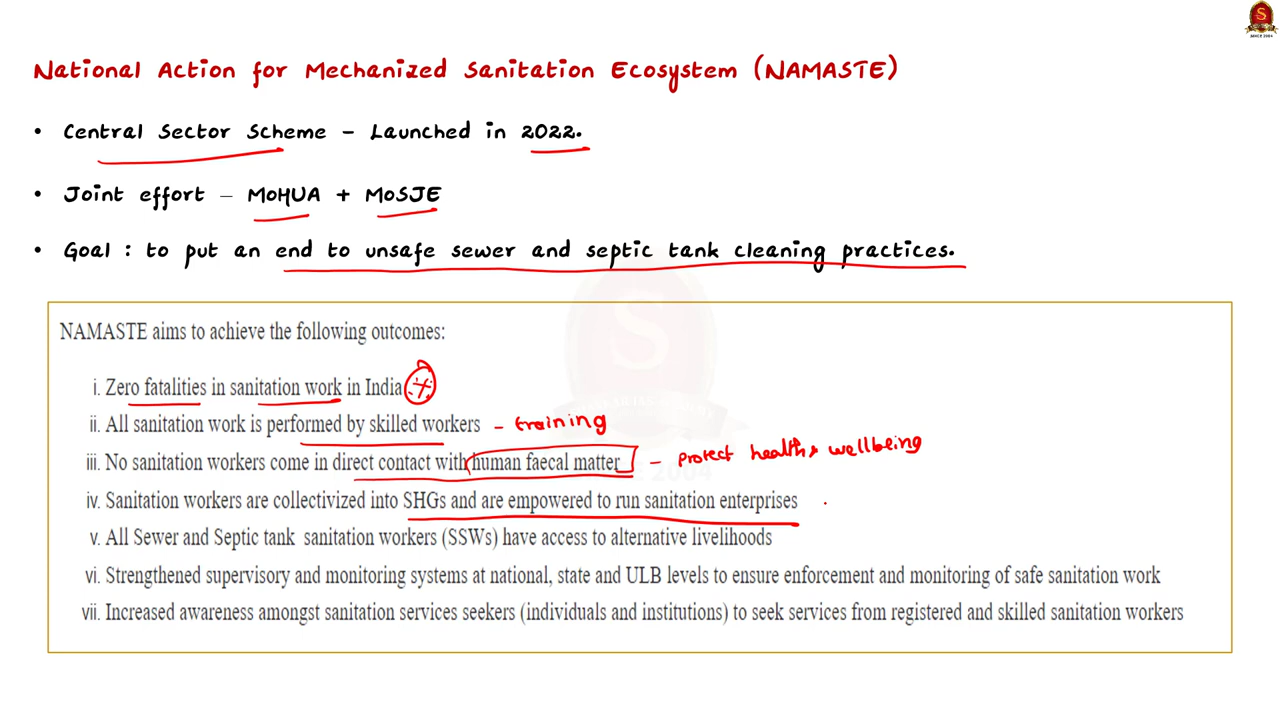 S
SINCE 2004
National Action for Mechanized Sanitation Ecosystem (NAMASTE)
• Central Sector Scheme – Launched in 2022.
• Joint effort – MoHUA + MoSJE
• Goal : to put an end to unsafe sewer and septic tank cleaning practices.
NAMASTE aims to achieve the following outcomes:
i. Zero fatalities in sanitation work in India
ii. All sanitation work is performed by skilled workers – training
iii. No sanitation workers come in direct contact with human faecal matter – protect health & wellbeing
iv. Sanitation workers are collectivized into SHGs and are empowered to run sanitation enterprises
v. All Sewer and Septic tank sanitation workers (SSWs) have access to alternative livelihoods
vi. Strengthened supervisory and monitoring systems at national, state and ULB levels to ensure enforcement and monitoring of safe sanitation work
vii. Increased awareness amongst sanitation services seekers (individuals and institutions) to seek services from registered and skilled sanitation workers